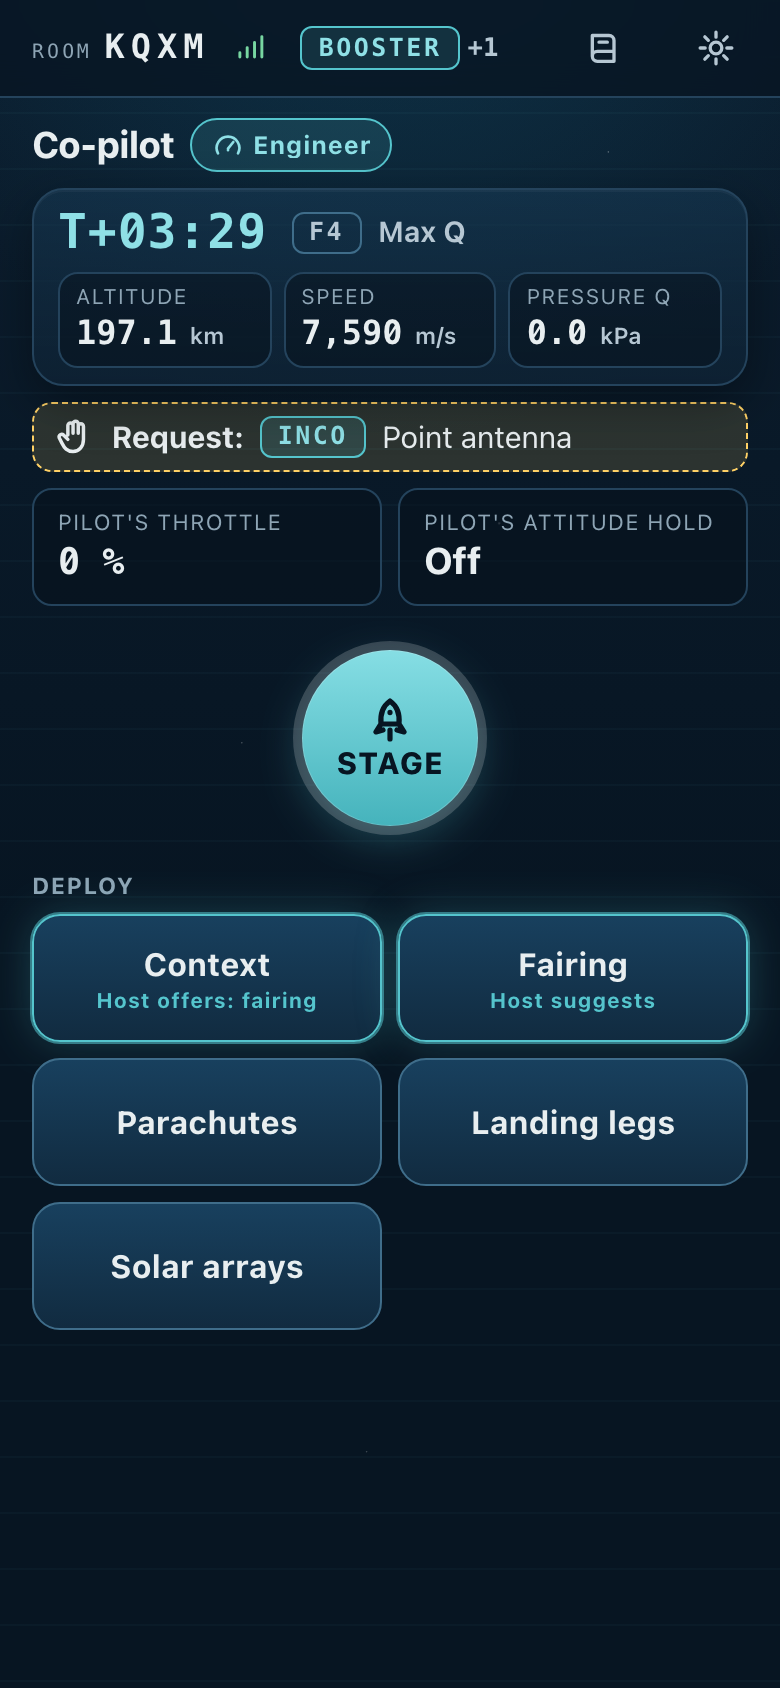 ROOM KQXM BOOSTER +1
Co-pilot Engineer
T+03:29 F4 Max Q
ALTITUDE SPEED PRESSURE Q
197.1 km 7,590 m/s 0.0 kPa
Request: INCO Point antenna
PILOT'S THROTTLE PILOT'S ATTITUDE HOLD
0 % Off
STAGE
DEPLOY
Context Fairing
Host offers: fairing Host suggests
Parachutes Landing legs
Solar arrays